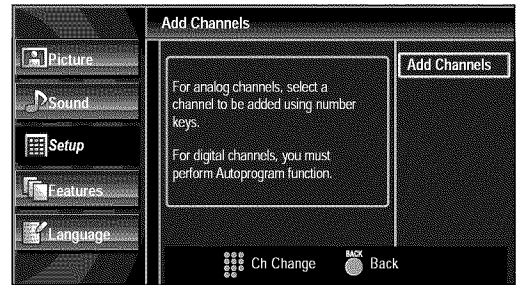 Add Channels
Picture
Sound
Setup
Features
Language
For analog channels, select a
channel to be added using number
keys.
For digital channels, you must
perform Autoprogram function.
Add Channels
Ch Change
BACK
Back